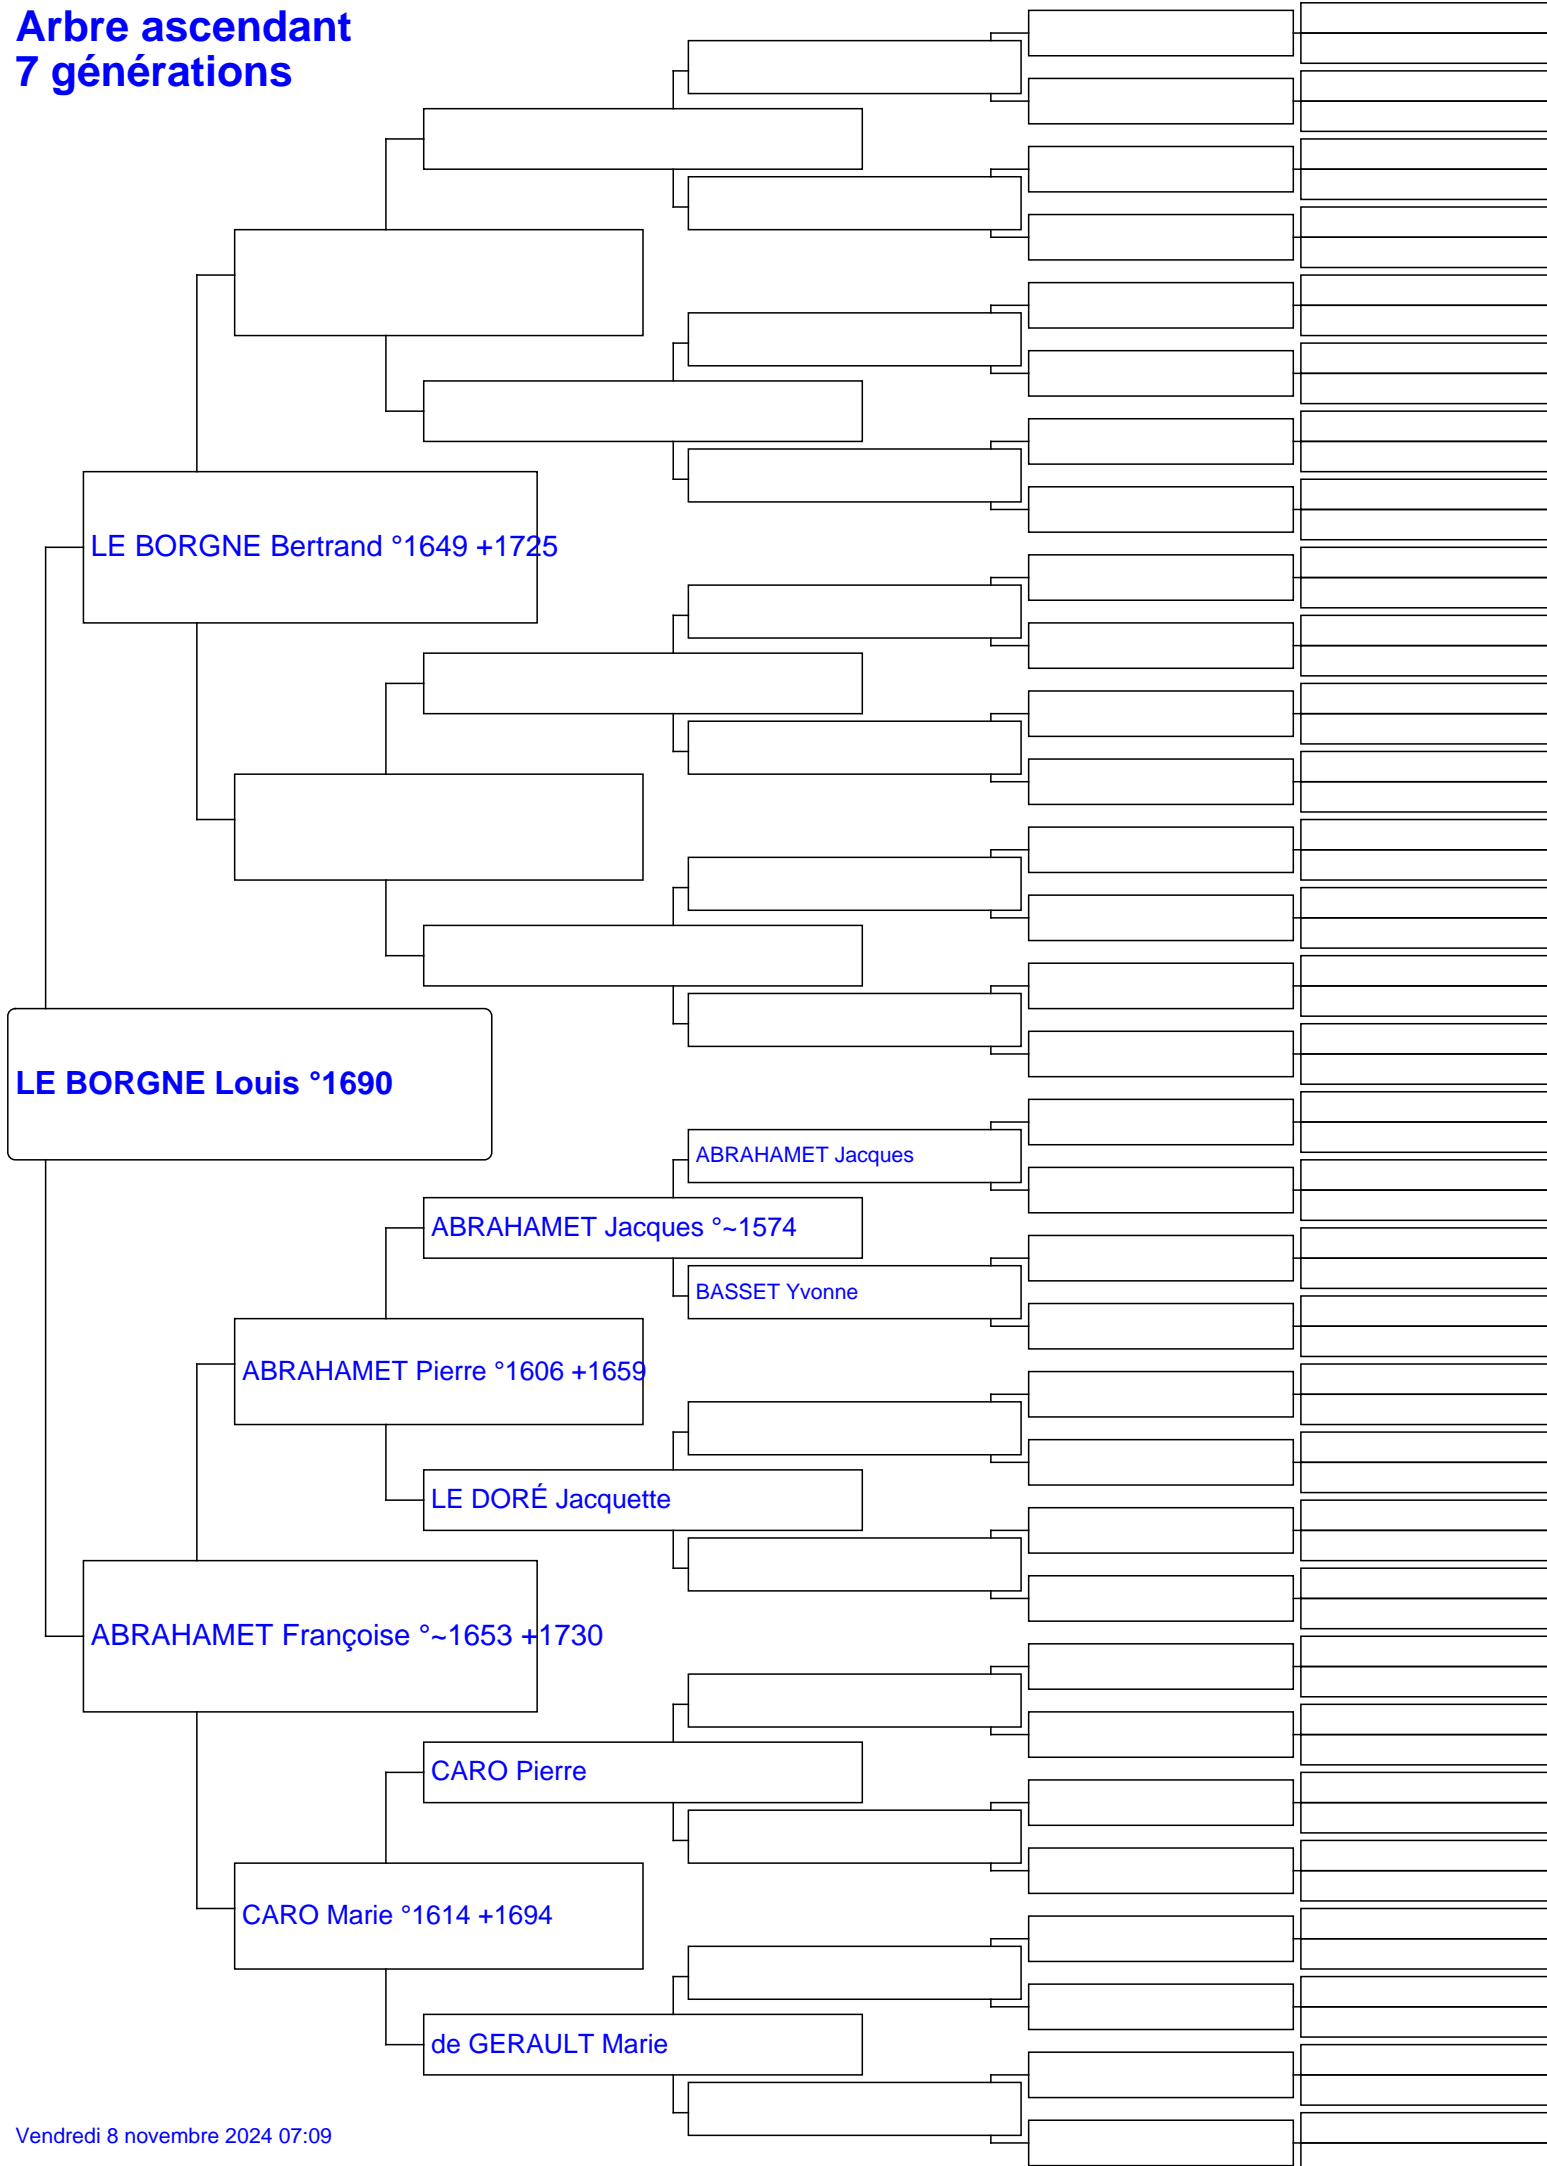 Arbre ascendant
7 générations
LE BORGNE Bertrand °1649 +1725
LE BORGNE Louis °1690
ABRAHAMET Jacques
ABRAHAMET Jacques °~1574
BASSET Yvonne
ABRAHAMET Pierre °1606 +1659
LE DORÉ Jacquette
ABRAHAMET Françoise °~1653 +1730
CARO Pierre
CARO Marie °1614 +1694
de GERAULT Marie
Vendredi 8 novembre 2024 07:09